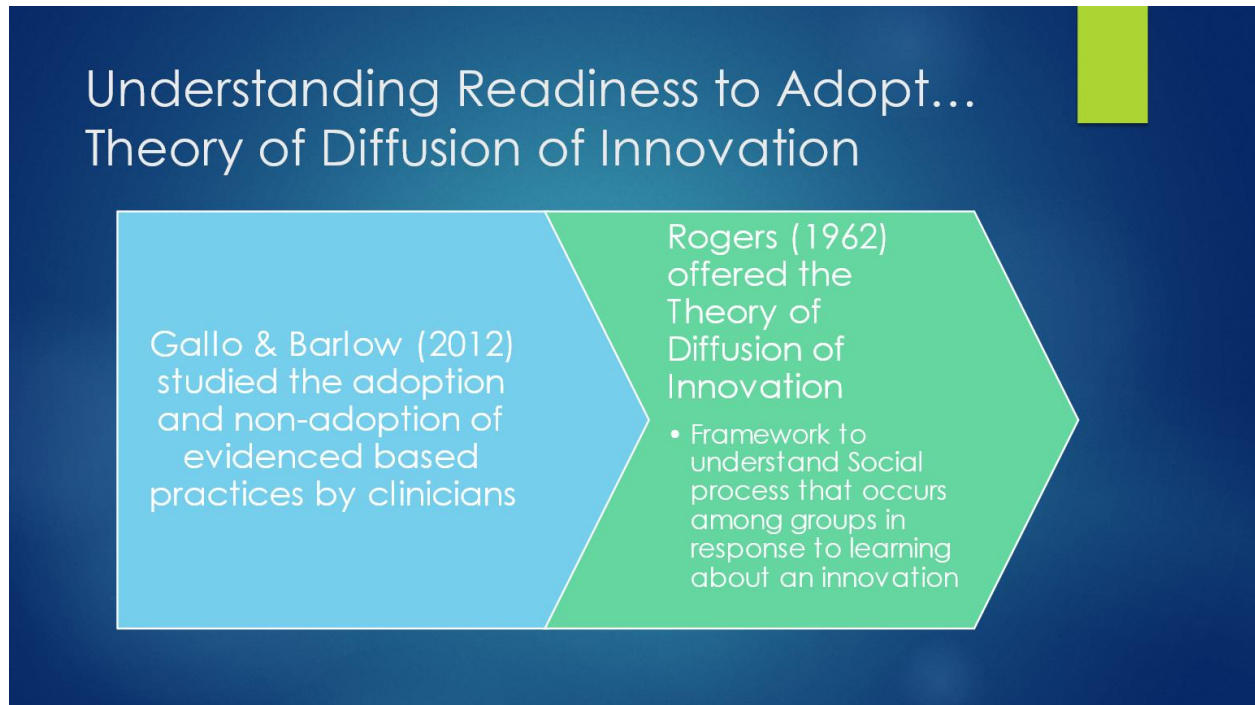 Understanding Readiness to Adopt…
Theory of Diffusion of Innovation
Gallo & Barlow (2012)
studied the adoption
and non-adoption of
evidenced based
practices by clinicians
Rogers (1962)
offered the
Theory of
Diffusion of
Innovation
• Framework to
understand Social
process that occurs
among groups in
response to learning
about an innovation